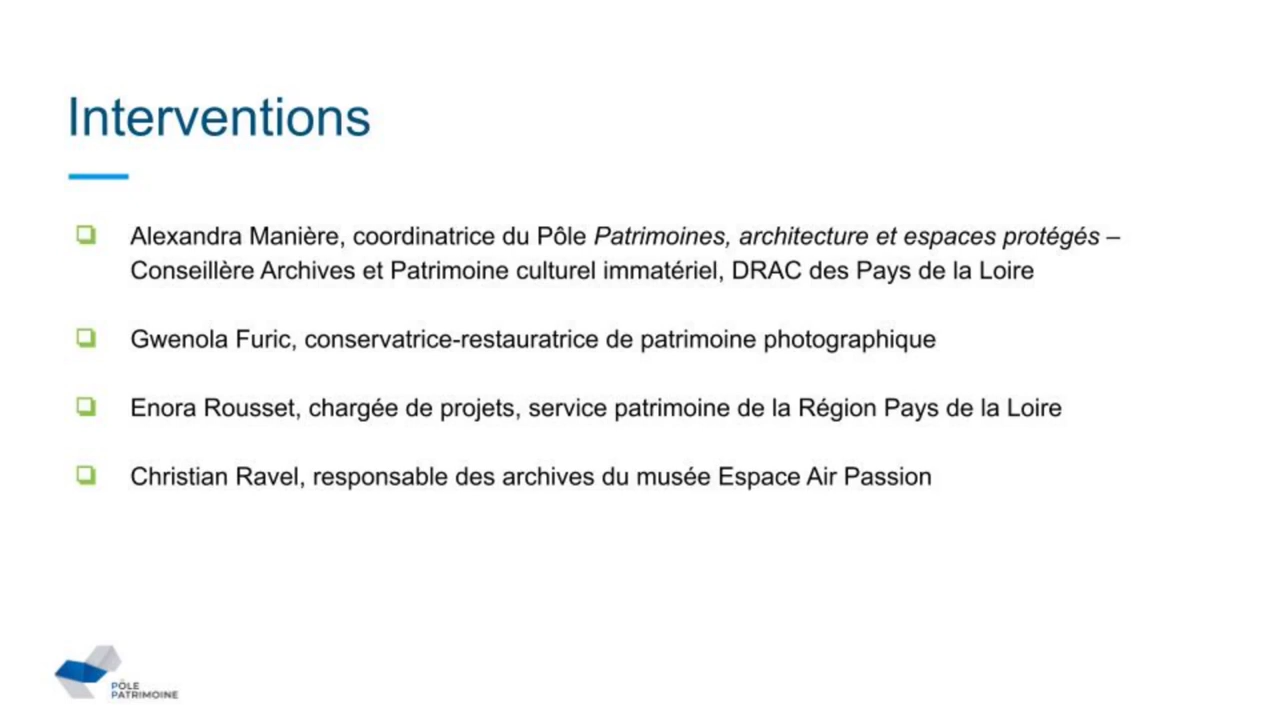 Interventions
Alexandra Manière, coordinatrice du Pôle Patrimoines, architecture et espaces protégés –
Conseillère Archives et Patrimoine culturel immatériel, DRAC des Pays de la Loire
Gwenola Furic, conservatrice-restauratrice de patrimoine photographique
Enora Rousset, chargée de projets, service patrimoine de la Région Pays de la Loire
Christian Ravel, responsable des archives du musée Espace Air Passion
PÔLE
PATRIMOINE